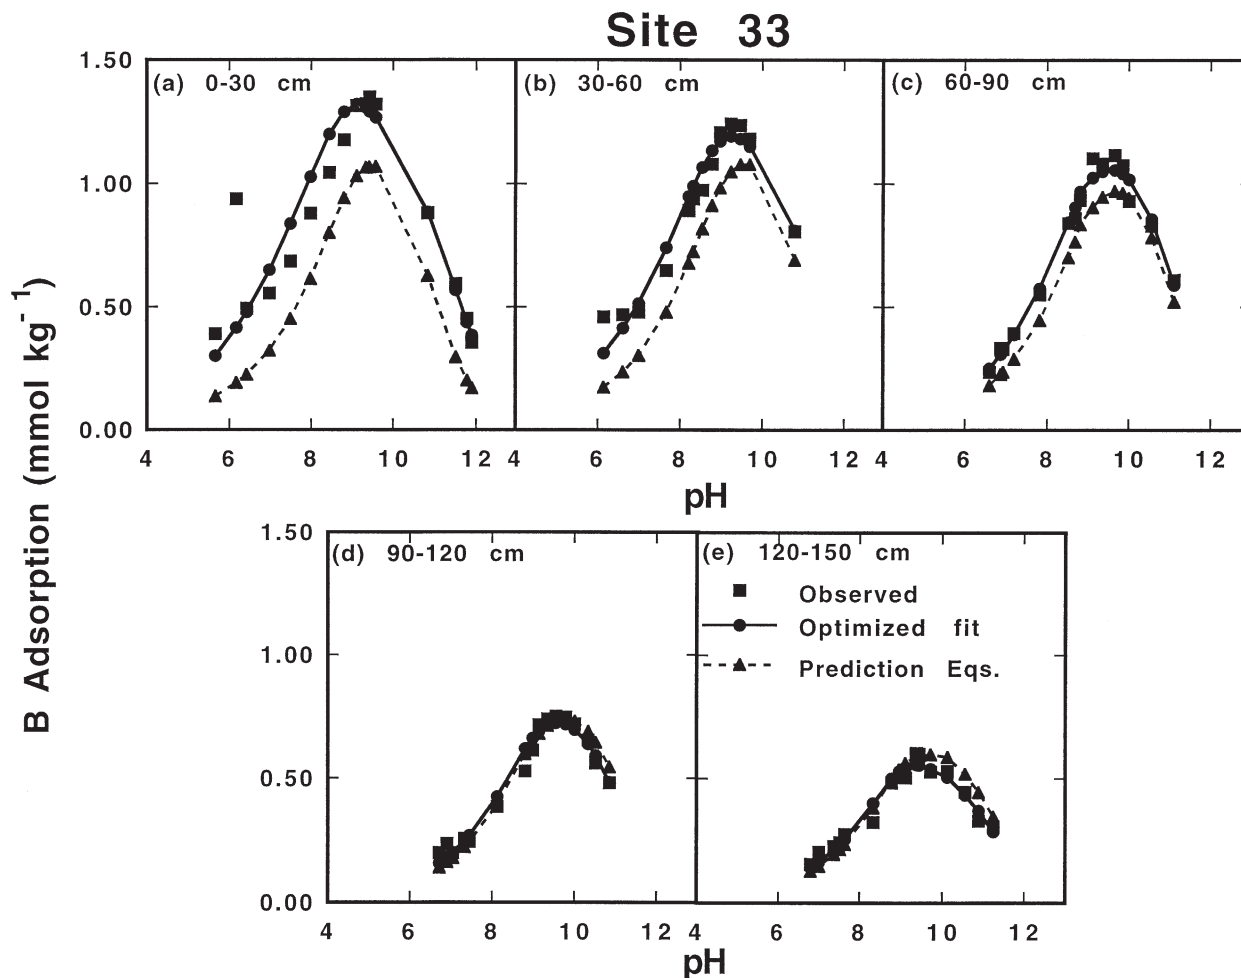 Site 33
1.50
(a) 0-30 cm
(b) 30-60 cm
(c) 60-90 cm
1.00
0.50
0.00
4 6 8 10 12 4 6 8 10 12 4 6 8 10 12
pH
B Adsorption (mmol kg-1)
1.50
(d) 90-120 cm
(e) 120-150 cm
Observed
Optimized fit
Prediction Eqs.
1.00
0.50
0.00
4 6 8 10 12 4 6 8 10 12
pH